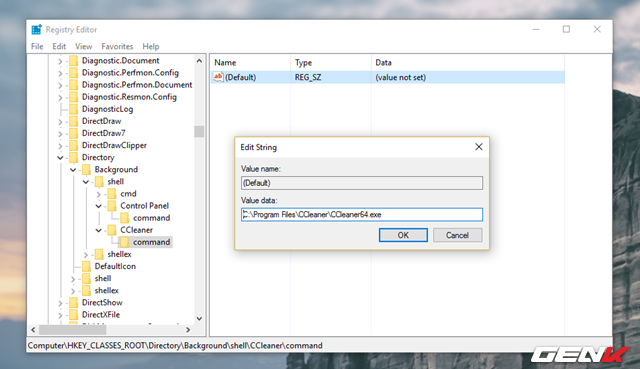 Registry Editor
File Edit View Favorites Help
Diagnostic.Document
Diagnostic.Perfmon.Config
Diagnostic.Perfmon.Document
Diagnostic.Resmon.Config
DiagnosticLog
DirectDraw
DirectDraw7
DirectDrawClipper
Directory
Background
shell
cmd
Control Panel
command
CCleaner
command
shellex
DefaultIcon
shell
shellex
DirectShow
DirectXFile
Name Type Data
ab (Default) REG_SZ (value not set)
Edit String
Value name:
(Default)
Value data:
C:\Program Files\CCleaner\CCleaner64.exe
OK Cancel
Computer\HKEY_CLASSES_ROOT\Directory\Background\shell\CCleaner\command
GENK